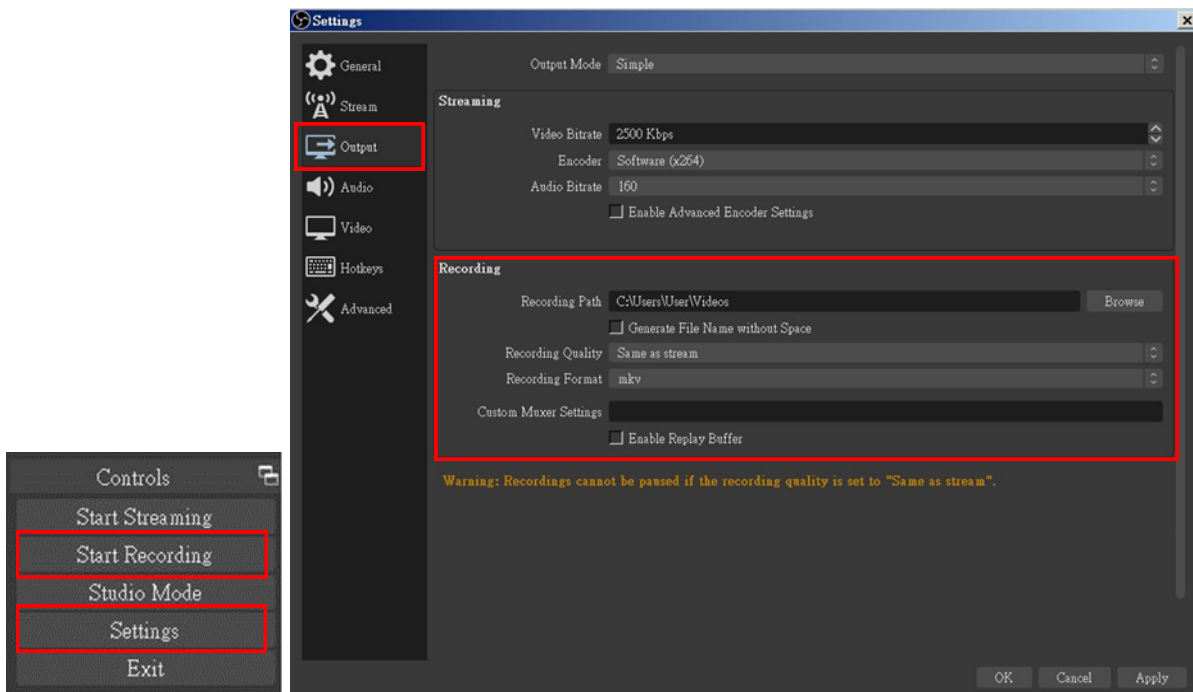 Settings
General
Stream
Output
Audio
Video
Hotkeys
Advanced
Output Mode Simple
Streaming
Video Bitrate 2500 Kbps
Encoder Software (x264)
Audio Bitrate 160
Enable Advanced Encoder Settings
Recording
Recording Path C:\Users\User\Videos Browse
Generate File Name without Space
Recording Quality Same as stream
Recording Format mkv
Custom Muxer Settings
Enable Replay Buffer
Warning: Recordings cannot be paused if the recording quality is set to "Same as stream".
OK Cancel Apply
Controls
Start Streaming
Start Recording
Studio Mode
Settings
Exit